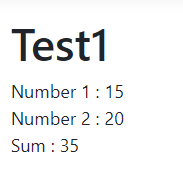 Test1
Number 1 : 15
Number 2 : 20
Sum : 35